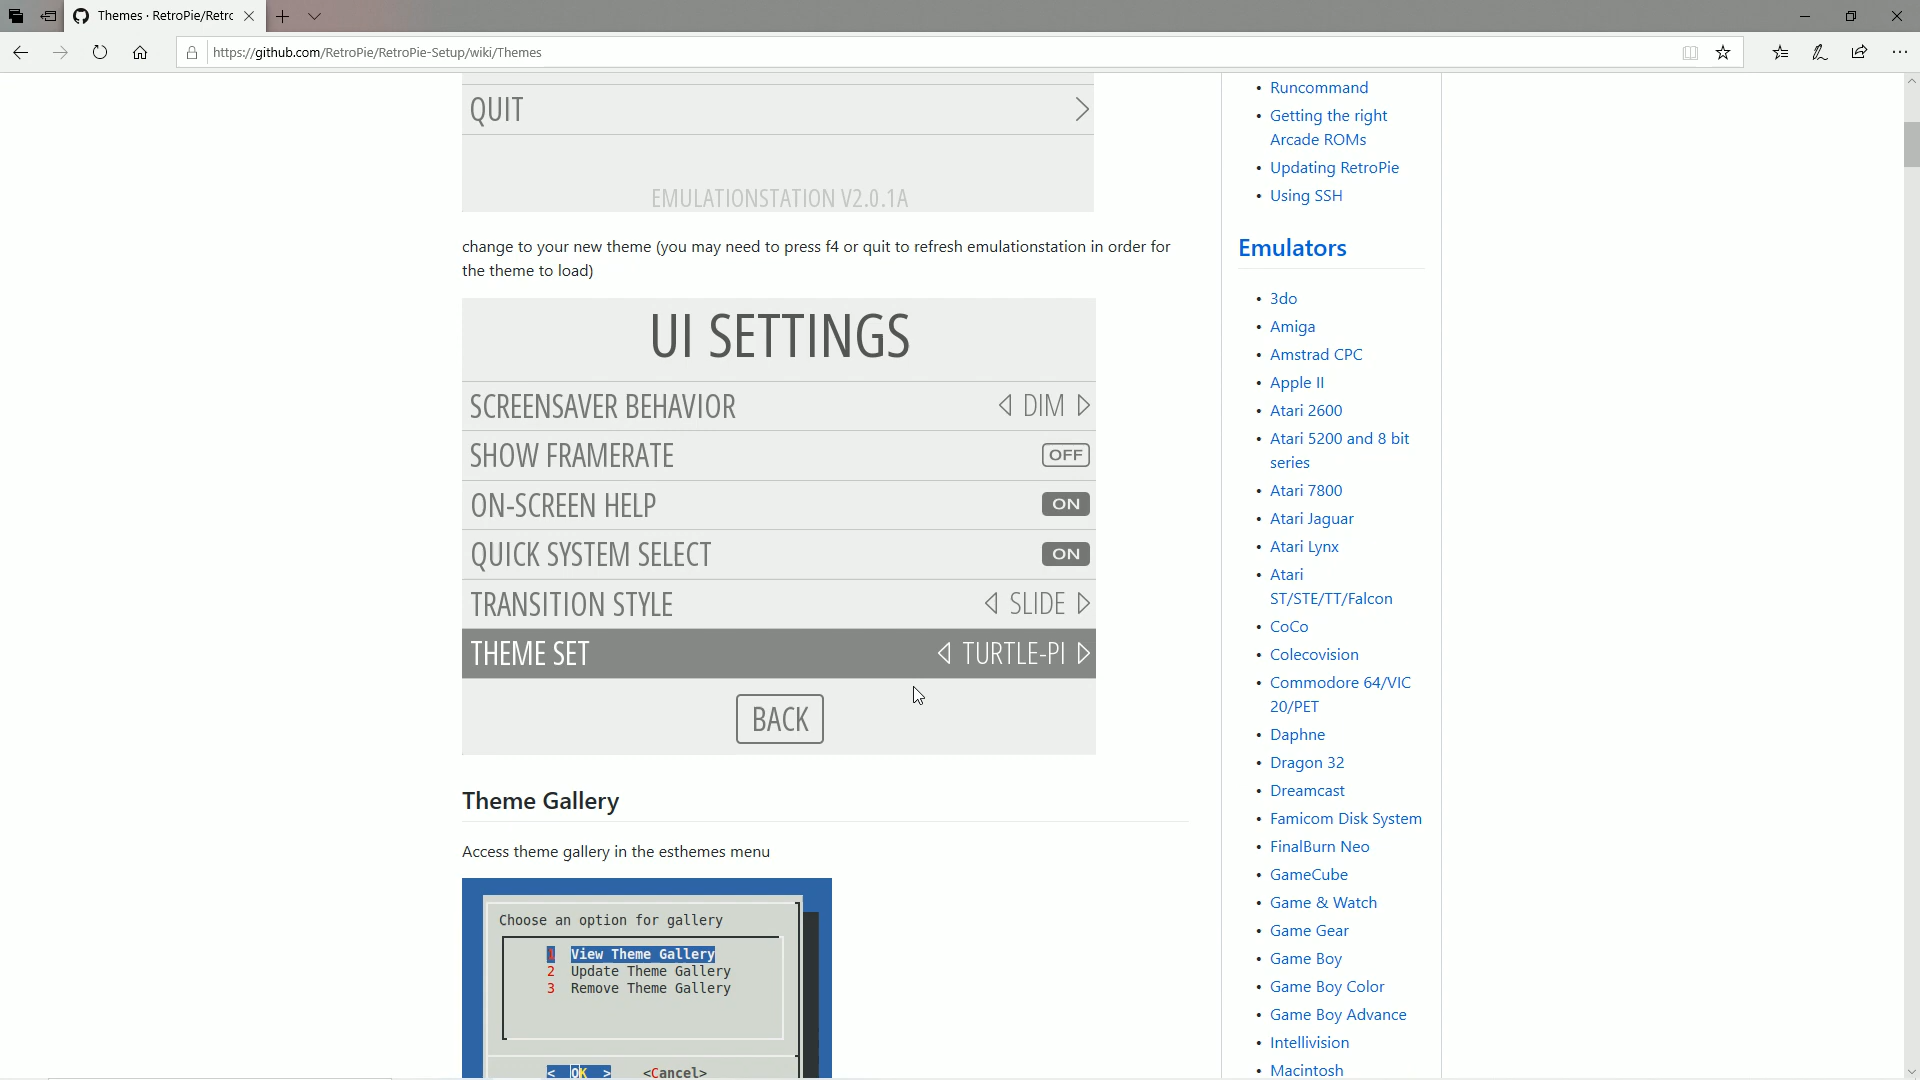 Themes · RetroPie/Retrc
https://github.com/RetroPie/RetroPie-Setup/wiki/Themes
QUIT
EMULATIONSTATION V2.0.1A
change to your new theme (you may need to press f4 or quit to refresh emulationstation in order for
the theme to load)
UI SETTINGS
SCREENSAVER BEHAVIOR DIM
SHOW FRAMERATE OFF
ON-SCREEN HELP ON
QUICK SYSTEM SELECT ON
TRANSITION STYLE SLIDE
THEME SET TURTLE-PI
BACK
Theme Gallery
Access theme gallery in the esthemes menu
Choose an option for gallery
1 View Theme Gallery
2 Update Theme Gallery
3 Remove Theme Gallery
< OK > <Cancel>
Runcommand
Getting the right
Arcade ROMs
Updating RetroPie
Using SSH
Emulators
3do
Amiga
Amstrad CPC
Apple II
Atari 2600
Atari 5200 and 8 bit
series
Atari 7800
Atari Jaguar
Atari Lynx
Atari
ST/STE/TT/Falcon
CoCo
Colecovision
Commodore 64/VIC
20/PET
Daphne
Dragon 32
Dreamcast
Famicom Disk System
FinalBurn Neo
GameCube
Game & Watch
Game Gear
Game Boy
Game Boy Color
Game Boy Advance
Intellivision
Macintosh